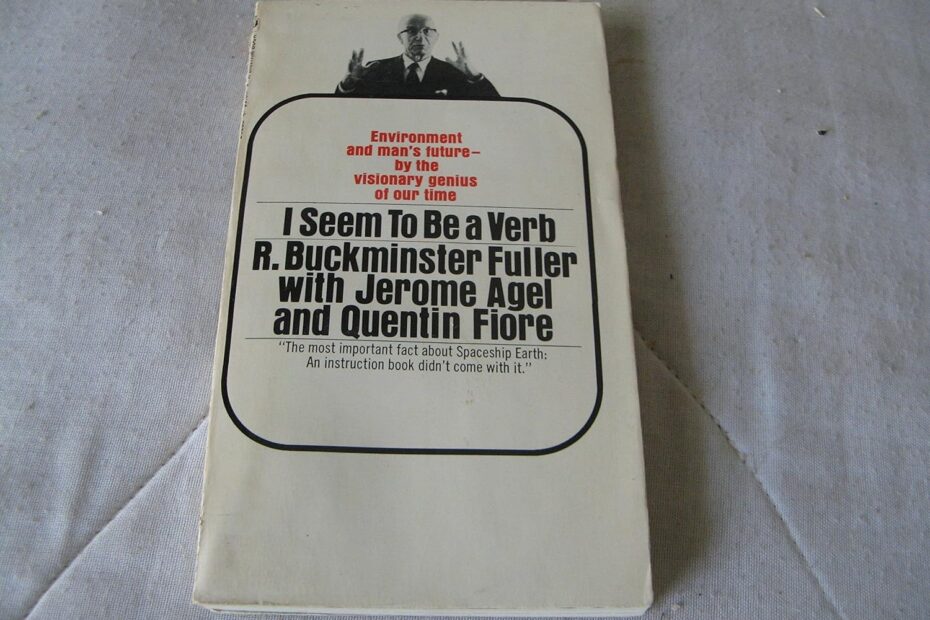 Environment
and man's future—
by the
visionary genius
of our time
I Seem To Be a Verb
R. Buckminster Fuller
with Jerome Agel
and Quentin Fiore
"The most important fact about Spaceship Earth:
An instruction book didn't come with it."